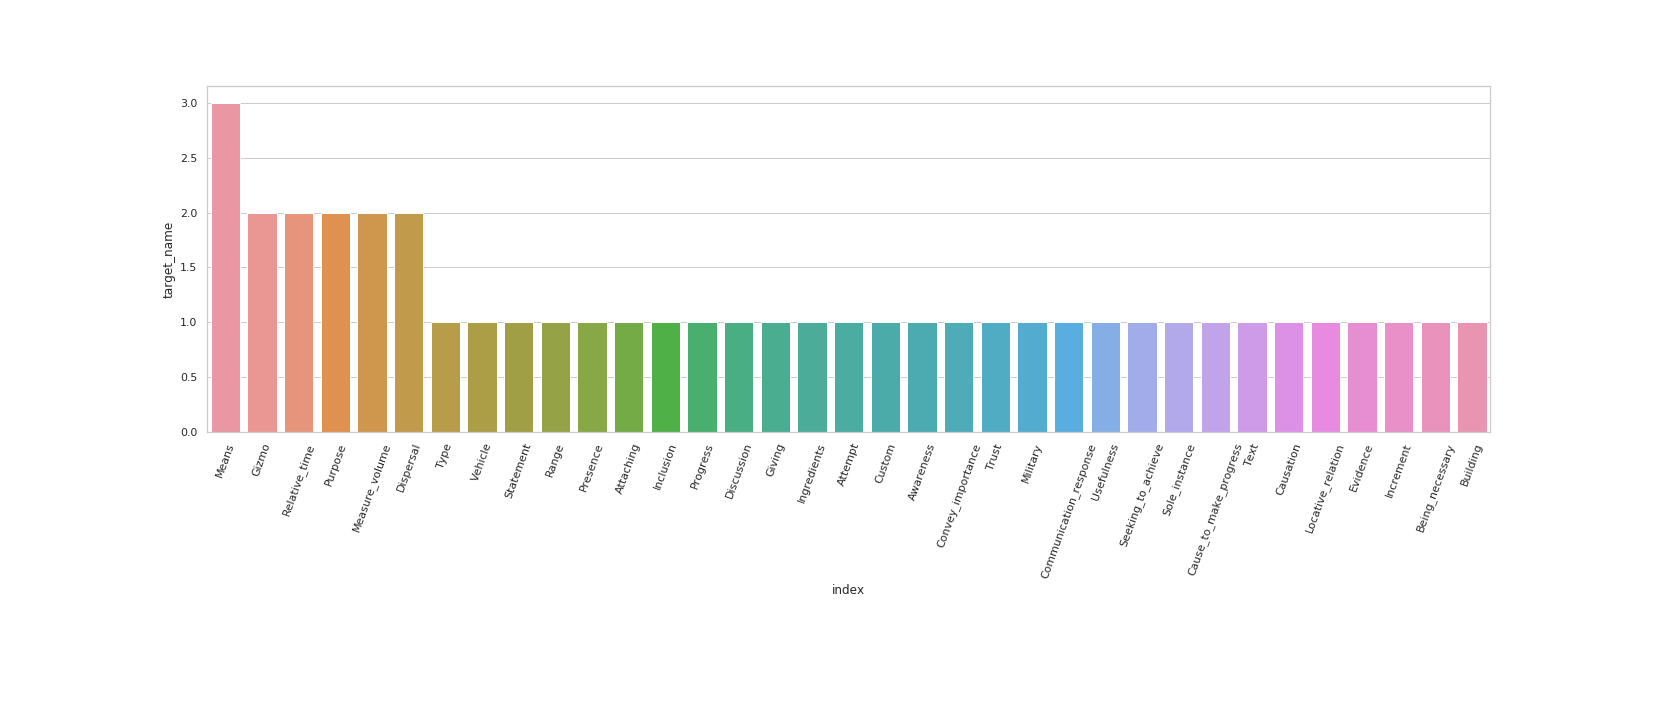 3.0
2.5
2.0
1.5
1.0
0.5
0.0
target_name
Means
Gizmo
Relative_time
Purpose
Measure_volume
Dispersal
Type
Vehicle
Statement
Range
Presence
Attaching
Inclusion
Progress
Discussion
Giving
Ingredients
Attempt
Custom
Awareness
Convey_importance
Trust
Military
Communication_response
Usefulness
Seeking_to_achieve
Sole_instance
Cause_to_make_progress
Text
Causation
Locative_relation
Evidence
Increment
Being_necessary
Building
index